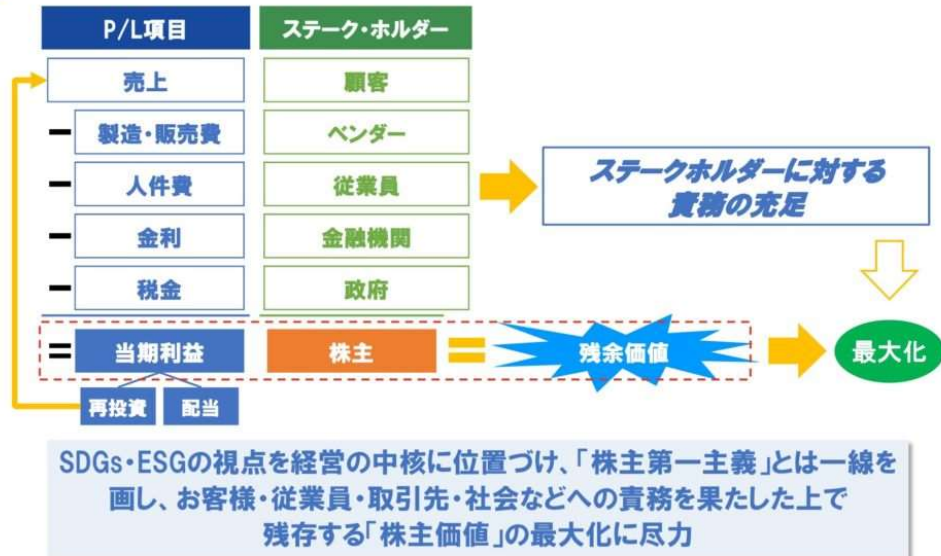 P/L項目 ステーク・ホルダー
売上 顧客
- 製造・販売費 ベンダー
- 人件費 従業員
- 金利 金融機関
- 税金 政府
ステークホルダーに対する
責務の充足
= 当期利益 株主 = 残余価値 最大化
再投資 配当
SDGs・ESGの視点を経営の中核に位置づけ、「株主第一主義」とは一線を
画し、お客様・従業員・取引先・社会などへの責務を果たした上で
残存する「株主価値」の最大化に尽力